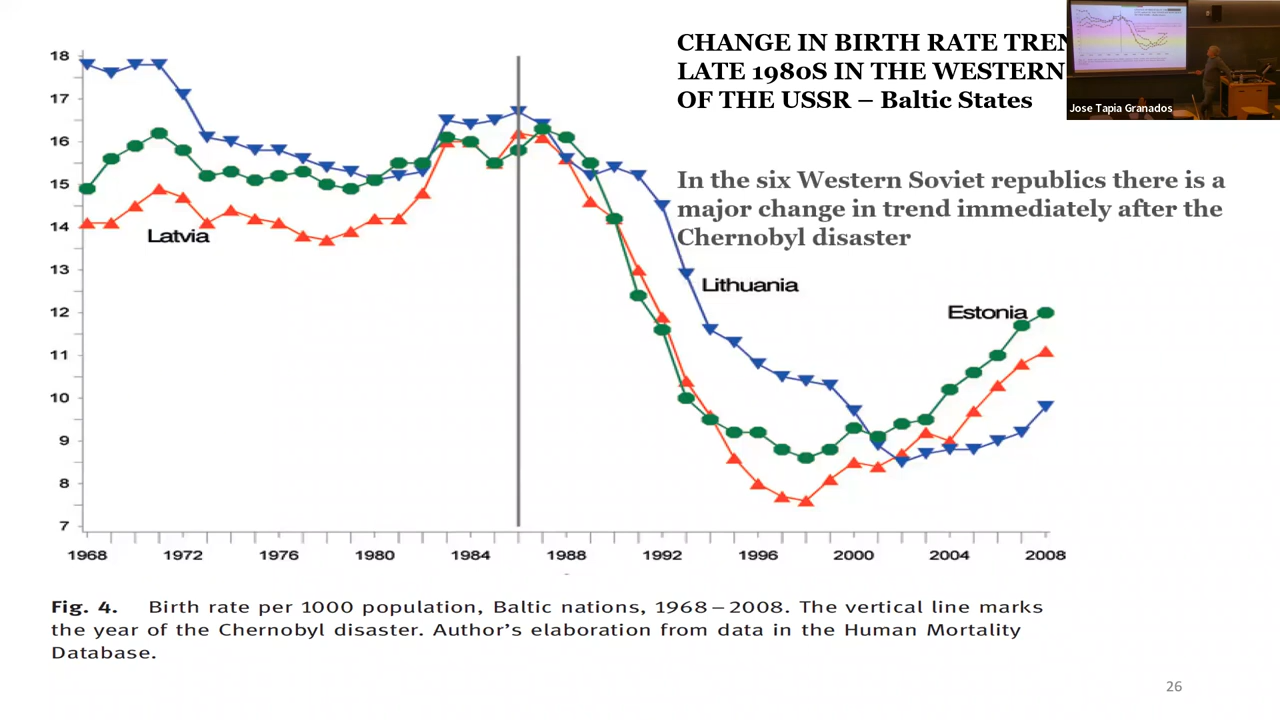 CHANGE IN BIRTH RATE TREN
LATE 1980S IN THE WESTERN
OF THE USSR – Baltic States
Jose Tapia Granados
In the six Western Soviet republics there is a
major change in trend immediately after the
Chernobyl disaster
18
17
16
15
14
13
12
11
10
9
8
7
Latvia
Lithuania
Estonia
1968 1972 1976 1980 1984 1988 1992 1996 2000 2004 2008
Fig. 4. Birth rate per 1000 population, Baltic nations, 1968–2008. The vertical line marks
the year of the Chernobyl disaster. Author's elaboration from data in the Human Mortality
Database.
26